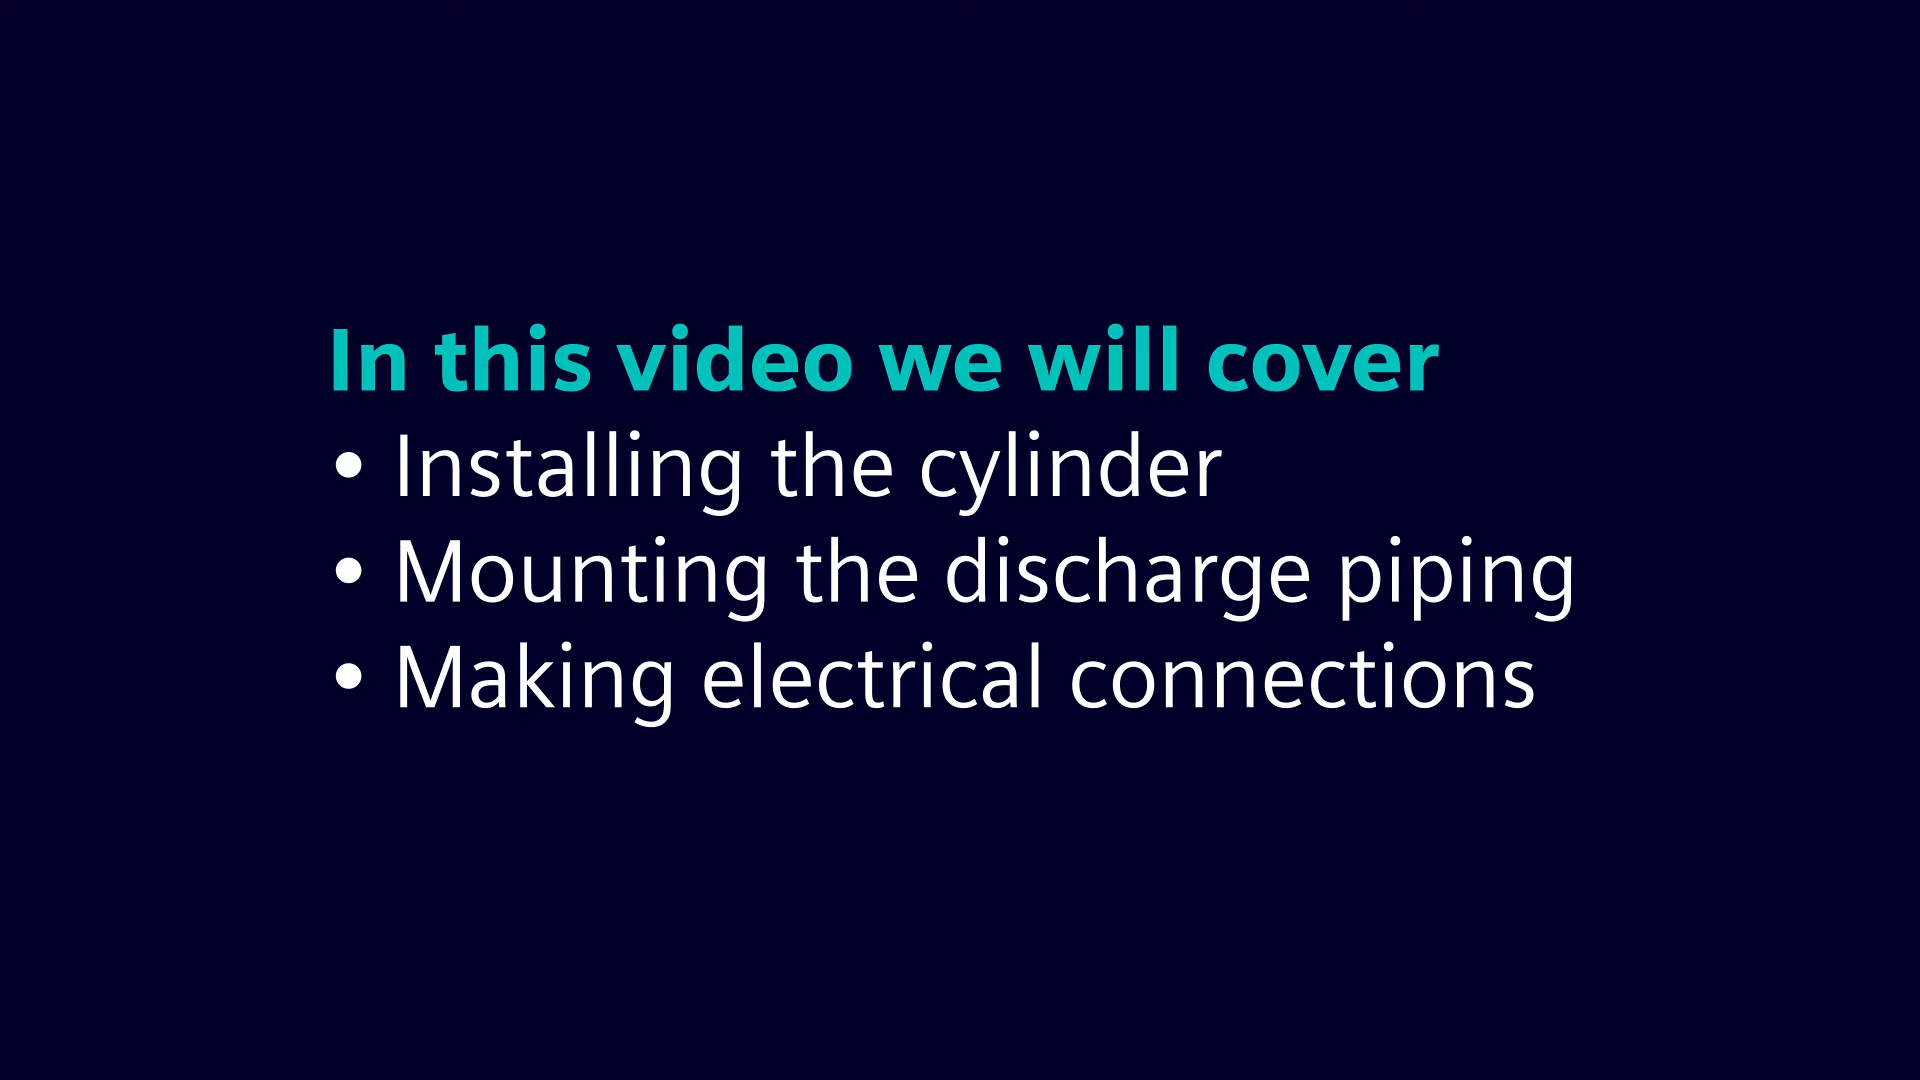 In this video we will cover
• Installing the cylinder
• Mounting the discharge piping
• Making electrical connections